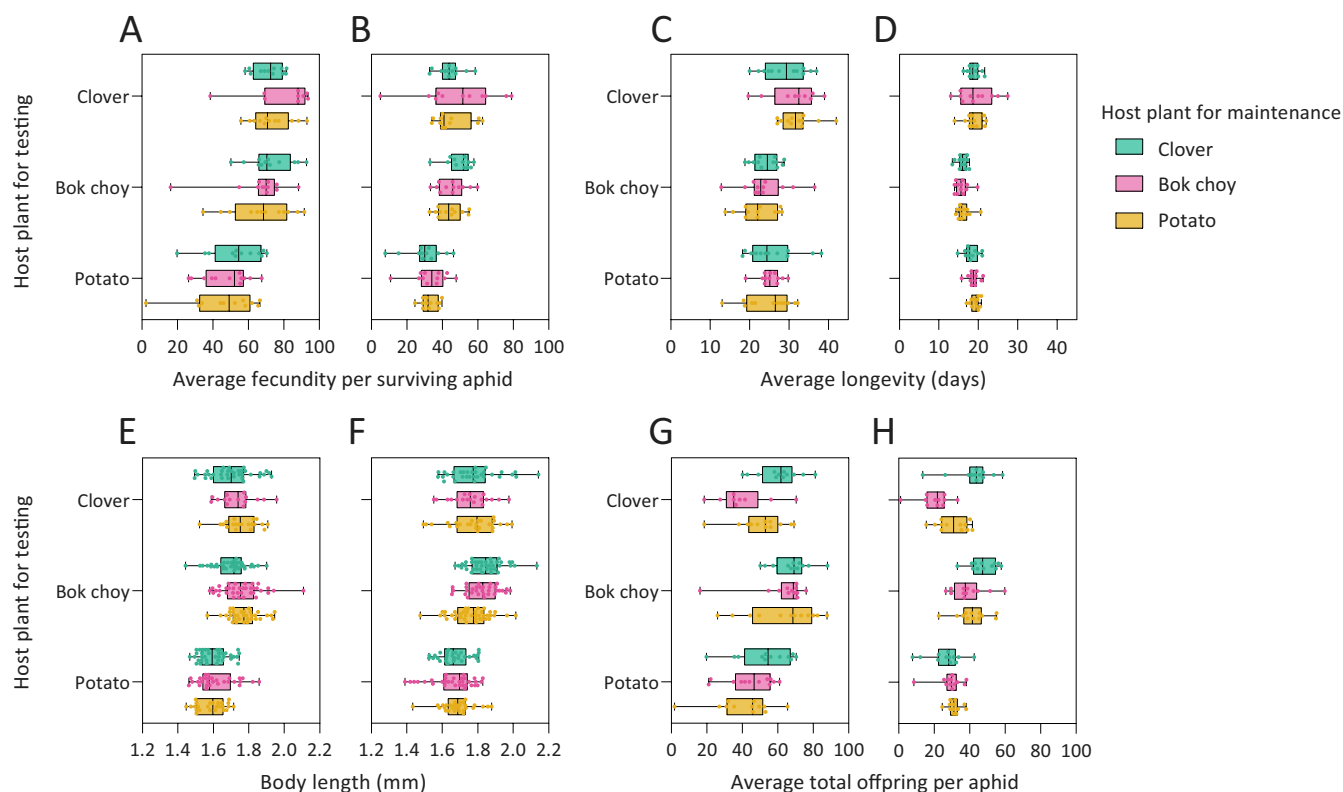 A
B
C
D
Host plant for testing
Clover
Bok choy
Potato
0 20 40 60 80 100
0 20 40 60 80 100
0 10 20 30 40
0 10 20 30 40
Average fecundity per surviving aphid
Average longevity (days)
Host plant for maintenance
Clover
Bok choy
Potato
E
F
G
H
Host plant for testing
Clover
Bok choy
Potato
Clover
Bok choy
Potato
1.2 1.4 1.6 1.8 2.0 2.2
1.2 1.4 1.6 1.8 2.0 2.2
0 20 40 60 80 100
0 20 40 60 80 100
Body length (mm)
Average total offpring per aphid